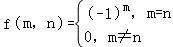 f(m, n)={(-1)^m, m=n
0, m≠n